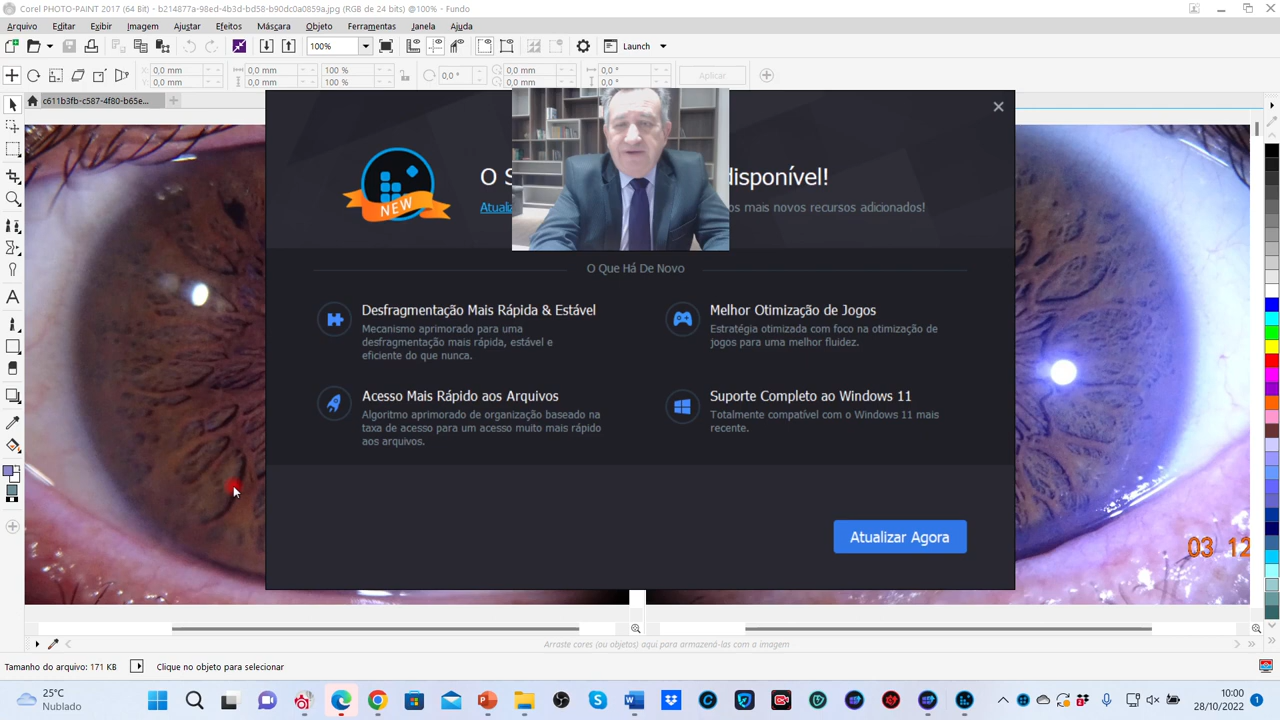 Corel PHOTO-PAINT 2017 (64 Bit) - b214877a-98ed-4b3d-bd58-b90dc0a0859a.jpg (RGB de 24 bits) @100% - Fundo
Arquivo Editar Exibir Imagem Ajustar Efeitos Máscara Objeto Ferramentas Janela Ajuda
100% Launch
X: 0,0 mm 0,0 mm 100 % 0,0 ° 0,0 mm 0,0 ° Aplicar
Y: 0,0 mm 0,0 mm 100 % 0,0 mm 0,0 °
c611b3fb-c587-4f80-b65e...
NEW
O S disponível!
Atualiz os mais novos recursos adicionados!
O Que Há De Novo
Desfragmentação Mais Rápida & Estável
Mecanismo aprimorado para uma
desfragmentação mais rápida, estável e
eficiente do que nunca.
Melhor Otimização de Jogos
Estratégia otimizada com foco na otimização de
jogos para uma melhor fluidez.
Acesso Mais Rápido aos Arquivos
Algoritmo aprimorado de organização baseado na
taxa de acesso para um acesso muito mais rápido
aos arquivos.
Suporte Completo ao Windows 11
Totalmente compatível com o Windows 11 mais
recente.
Atualizar Agora
03 12
Arraste cores (ou objetos) aqui para armazená-las com a imagem
Tamanho do arquivo: 171 KB Clique no objeto para selecionar
25°C
Nublado
10:00
28/10/2022